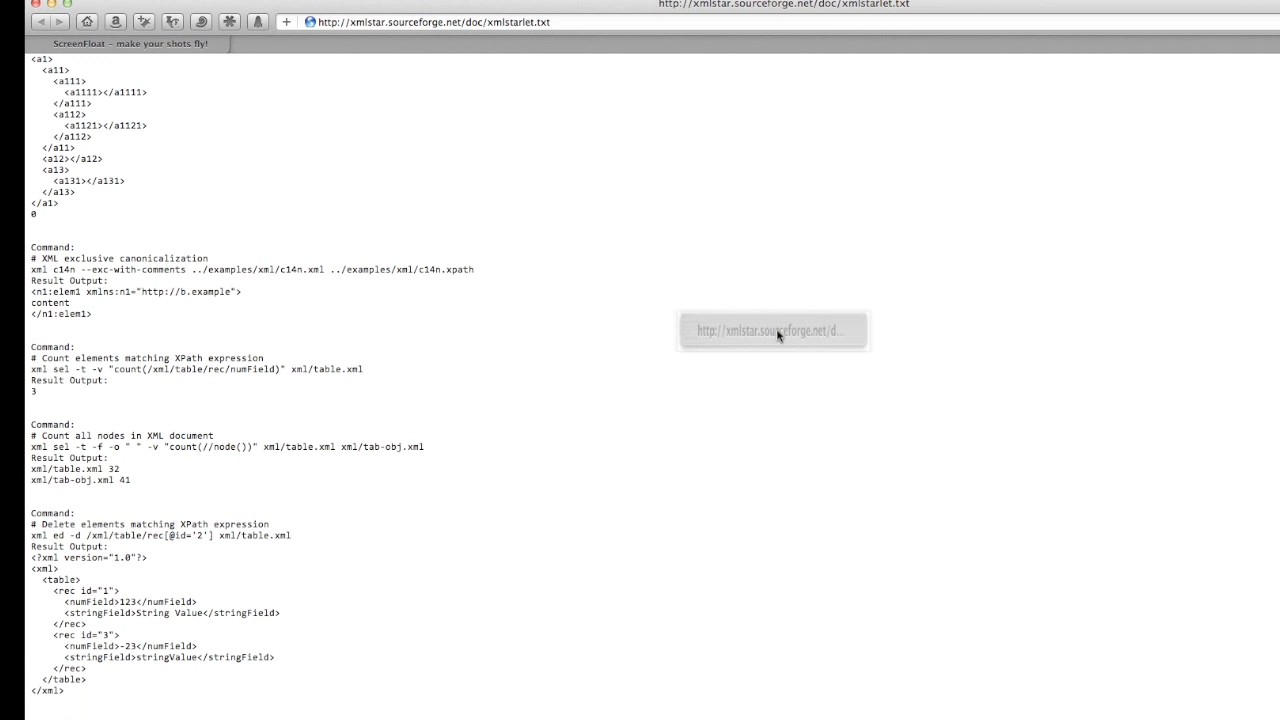 http://xmlstar.sourceforge.net/doc/xmlstarlet.txt
http://xmlstar.sourceforge.net/doc/xmlstarlet.txt
ScreenFloat - make your shots fly!
<a1>
<a11>
<a111>
<a1111></a1111>
</a111>
<a112>
<a1121></a1121>
</a112>
</a11>
<a12></a12>
<a13>
<a131></a131>
</a13>
</a1>
0
Command:
# XML exclusive canonicalization
xml c14n --exc-with-comments ../examples/xml/c14n.xml ../examples/xml/c14n.xpath
Result Output:
<n1:elem1 xmlns:n1="http://b.example">
content
</n1:elem1>
http://xmlstar.sourceforge.net/d...
Command:
# Count elements matching XPath expression
xml sel -t -v "count(/xml/table/rec/numField)" xml/table.xml
Result Output:
3
Command:
# Count all nodes in XML document
xml sel -t -f -o " " -v "count(//node())" xml/table.xml xml/tab-obj.xml
Result Output:
xml/table.xml 32
xml/tab-obj.xml 41
Command:
# Delete elements matching XPath expression
xml ed -d /xml/table/rec[@id='2'] xml/table.xml
Result Output:
<?xml version="1.0"?>
<xml>
<table>
<rec id="1">
<numField>123</numField>
<stringField>String Value</stringField>
</rec>
<rec id="3">
<numField>-23</numField>
<stringField>stringValue</stringField>
</rec>
</table>
</xml>